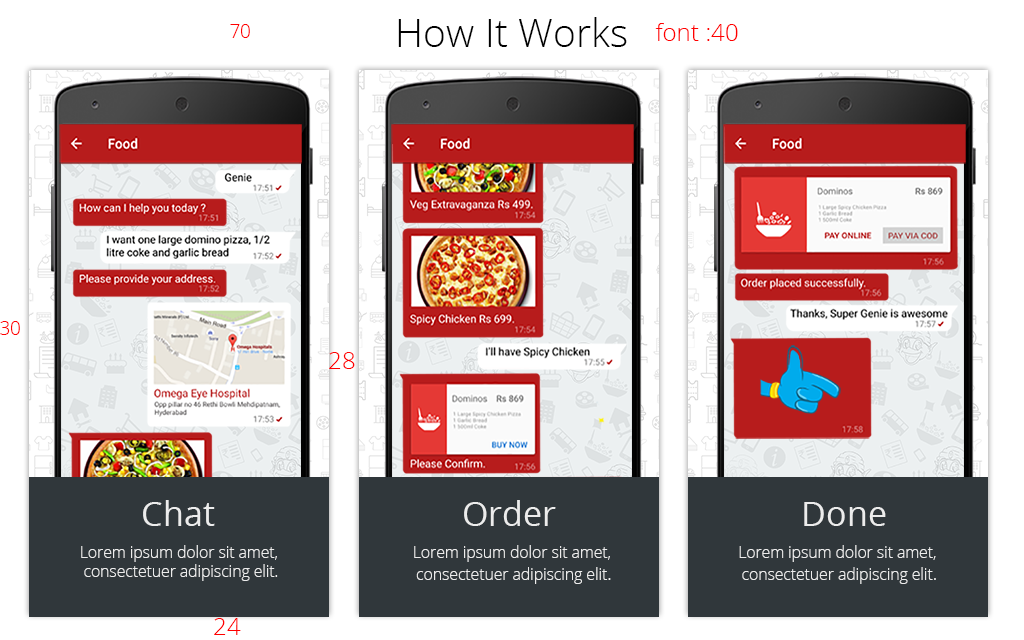 70
How It Works
font :40
30
28
24
Food
Genie
17:51
How can I help you today ?
17:51
I want one large domino pizza, 1/2
litre coke and garlic bread
17:52
Please provide your address.
17:52
Main Road
Omega Hospitals
Omega Eye Hospital
Opp pillar no 46 Rethi Bowli Mehdipatnam,
Hyderabad
17:53
Chat
Lorem ipsum dolor sit amet,
consectetuer adipiscing elit.
Food
Veg Extravaganza Rs 499.
17:54
Spicy Chicken Rs 699.
17:54
I'll have Spicy Chicken
17:55
Dominos Rs 869
1 Large Spicy Chicken Pizza
1 Garlic Bread
1 500ml Coke
BUY NOW
Please Confirm.
17:56
Order
Lorem ipsum dolor sit amet,
consectetuer adipiscing elit.
Food
Dominos Rs 869
1 Large Spicy Chicken Pizza
1 Garlic Bread
1 500ml Coke
PAY ONLINE PAY VIA COD
17:56
Order placed successfully.
17:56
Thanks, Super Genie is awesome
17:57
17:58
Done
Lorem ipsum dolor sit amet,
consectetuer adipiscing elit.